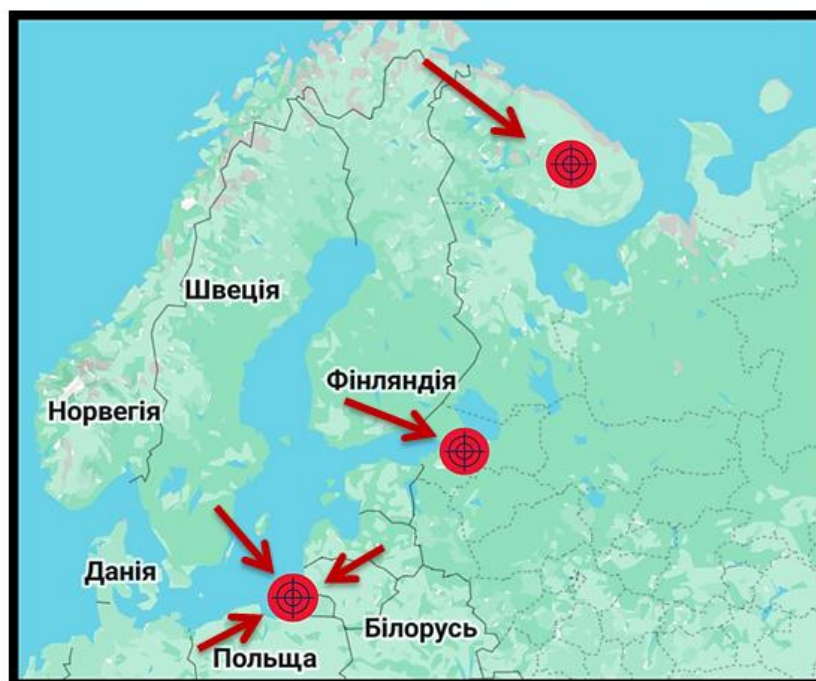 Швеція
Фінляндія
Норвегія
Данія
Білорусь
Польща